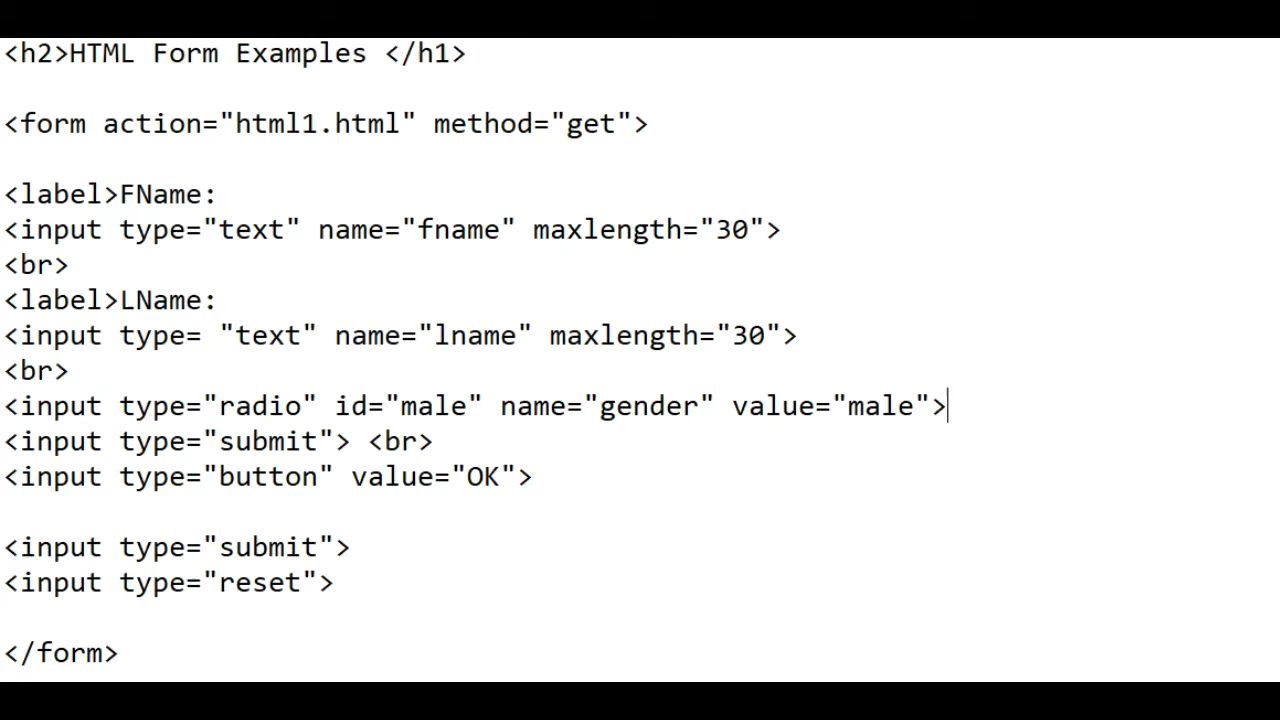 <h2>HTML Form Examples </h1>
<form action="html1.html" method="get">
<label>FName:
<input type="text" name="fname" maxlength="30">
<br>
<label>LName:
<input type= "text" name="lname" maxlength="30">
<br>
<input type="radio" id="male" name="gender" value="male">
<input type="submit"> <br>
<input type="button" value="OK">
<input type="submit">
<input type="reset">
</form>